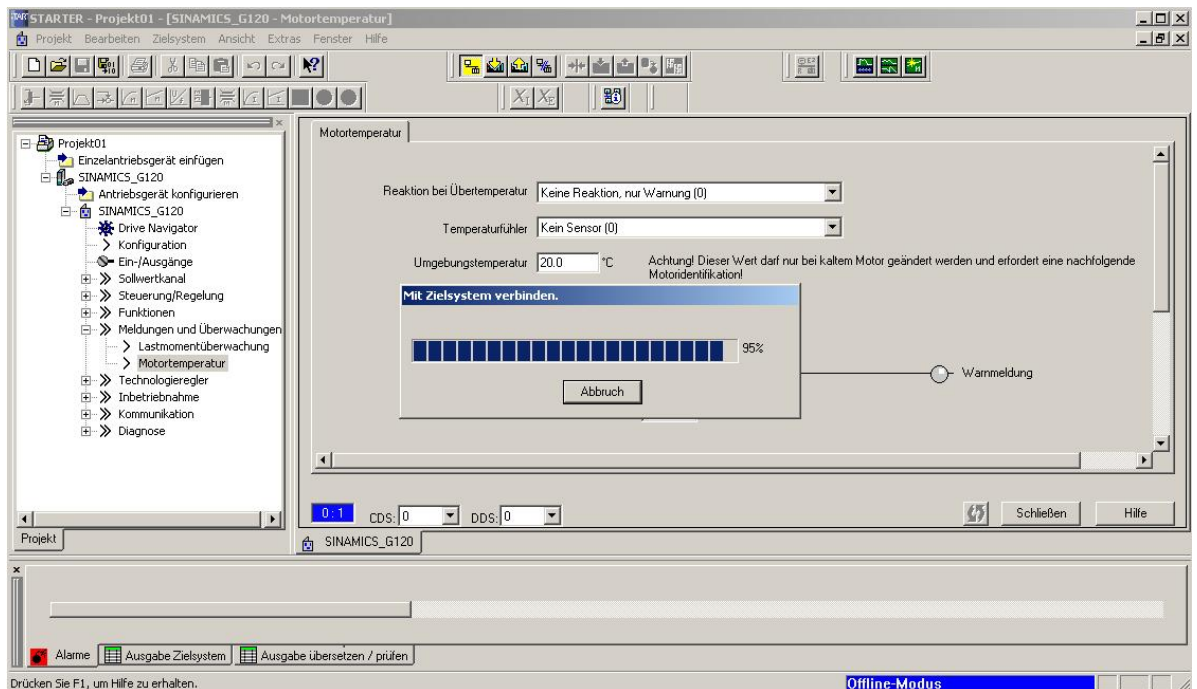 STARTER - Projekt01 - [SINAMICS_G120 - Motortemperatur]
Projekt Bearbeiten Zielsystem Ansicht Extras Fenster Hilfe
Projekt01
Einzelantriebsgerät einfügen
SINAMICS_G120
Antriebsgerät konfigurieren
SINAMICS_G120
Drive Navigator
Konfiguration
Ein-/Ausgänge
Sollwertkanal
Steuerung/Regelung
Funktionen
Meldungen und Überwachungen
Lastmomentüberwachung
Motortemperatur
Technologieregler
Inbetriebnahme
Kommunikation
Diagnose
Projekt
Motortemperatur
Reaktion bei Übertemperatur Keine Reaktion, nur Warnung (0)
Temperaturfühler Kein Sensor (0)
Umgebungstemperatur 20.0 °C Achtung! Dieser Wert darf nur bei kaltem Motor geändert werden und erfordert eine nachfolgende
Motoridentifikation!
Mit Zielsystem verbinden.
95%
Abbruch
Warnmeldung
0:1 CDS: 0 DDS: 0 Schließen Hilfe
SINAMICS_G120
Alarme Ausgabe Zielsystem Ausgabe übersetzen / prüfen
Drücken Sie F1, um Hilfe zu erhalten. Offline-Modus